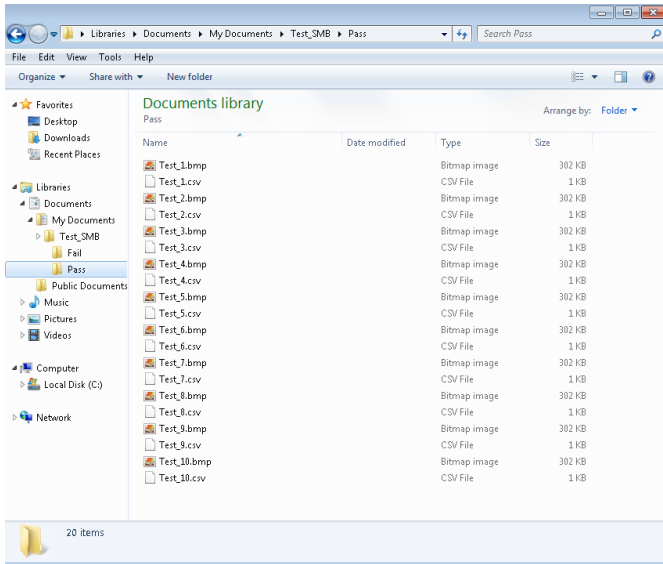 Libraries Documents My Documents Test_SMB Pass Search Pass
File Edit View Tools Help
Organize Share with New folder
Favorites
Desktop
Downloads
Recent Places
Libraries
Documents
My Documents
Test_SMB
Fail
Pass
Public Documents
Music
Pictures
Videos
Computer
Local Disk (C:)
Network
Documents library
Pass
Arrange by: Folder
Name Date modified Type Size
Test_1.bmp Bitmap image 302 KB
Test_1.csv CSV File 1 KB
Test_2.bmp Bitmap image 302 KB
Test_2.csv CSV File 1 KB
Test_3.bmp Bitmap image 302 KB
Test_3.csv CSV File 1 KB
Test_4.bmp Bitmap image 302 KB
Test_4.csv CSV File 1 KB
Test_5.bmp Bitmap image 302 KB
Test_5.csv CSV File 1 KB
Test_6.bmp Bitmap image 302 KB
Test_6.csv CSV File 1 KB
Test_7.bmp Bitmap image 302 KB
Test_7.csv CSV File 1 KB
Test_8.bmp Bitmap image 302 KB
Test_8.csv CSV File 1 KB
Test_9.bmp Bitmap image 302 KB
Test_9.csv CSV File 1 KB
Test_10.bmp Bitmap image 302 KB
Test_10.csv CSV File 1 KB
20 items